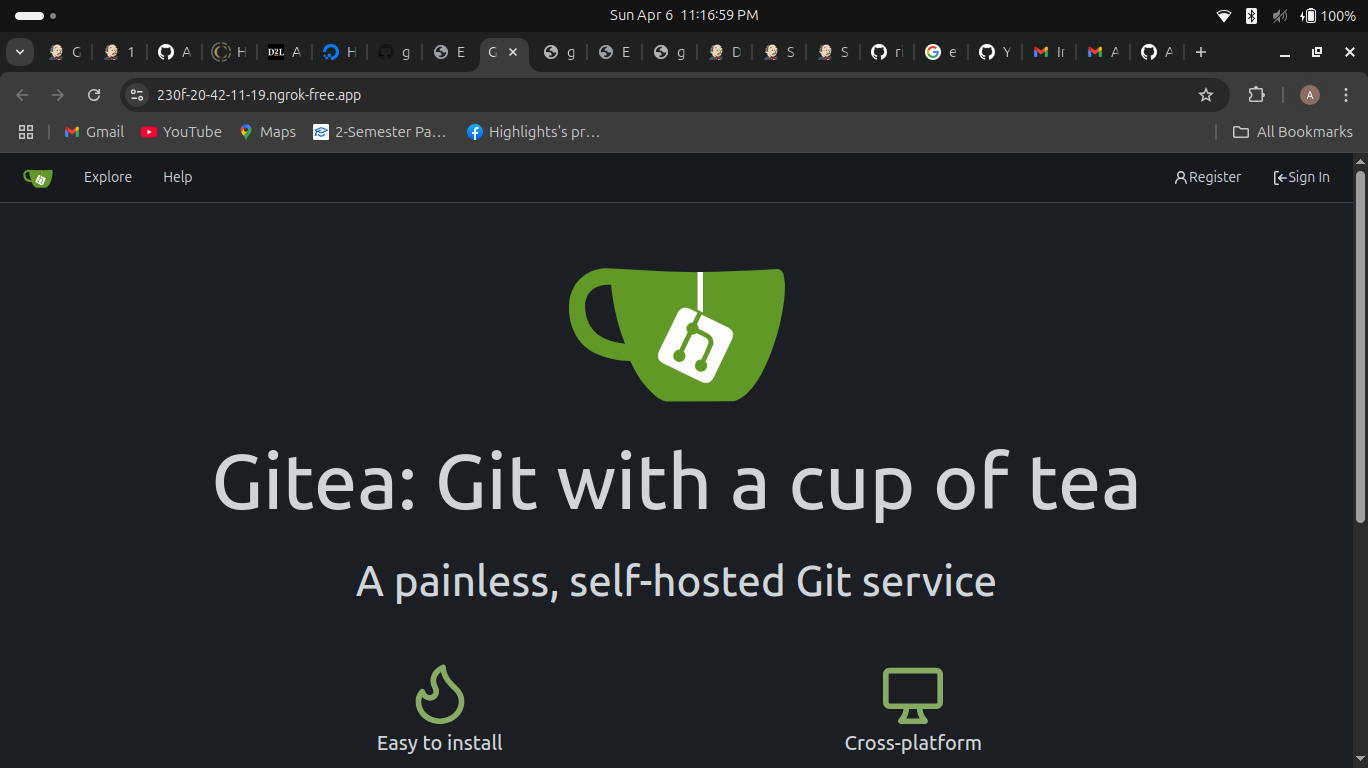 Sun Apr 6 11:16:59 PM
100%
G 1 A H D2L A H g E G g E g D S S ri e Y Ir A A
230f-20-42-11-19.ngrok-free.app
A
Gmail YouTube Maps 2-Semester Pa... Highlights's pr... All Bookmarks
Explore Help Register Sign In
Gitea: Git with a cup of tea
A painless, self-hosted Git service
Easy to install Cross-platform